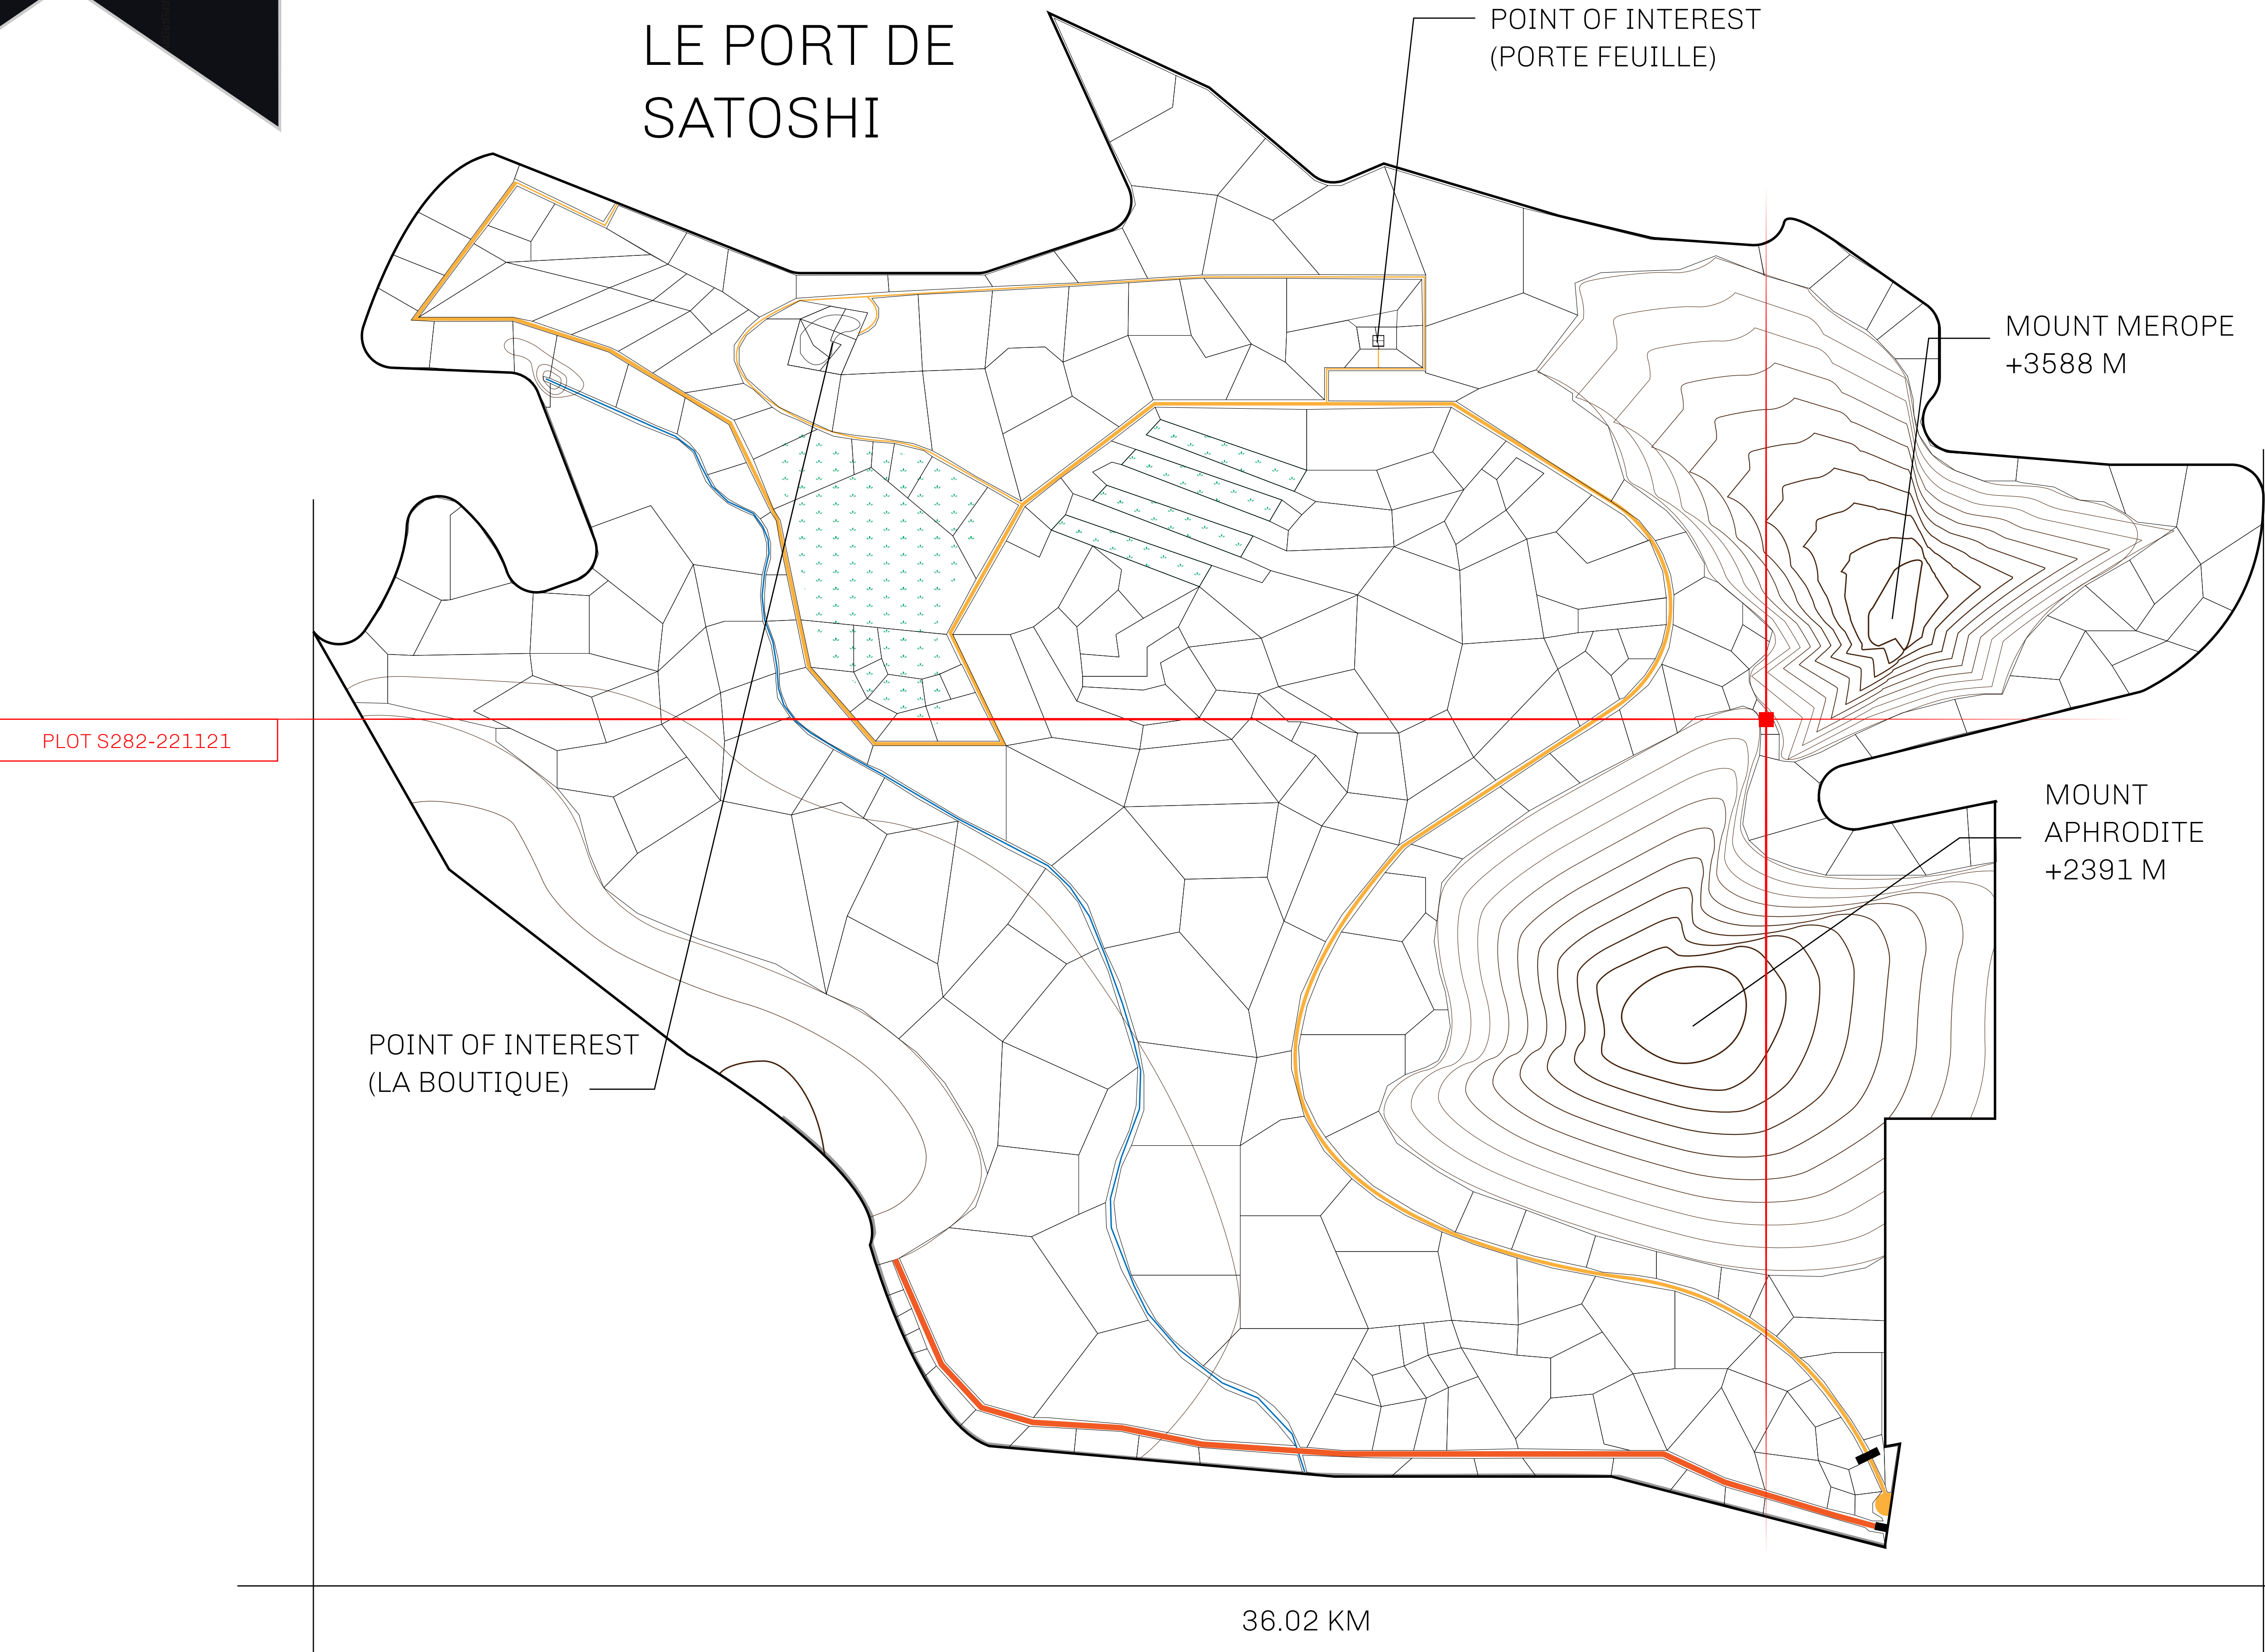 LE PORT DE
SATOSHI
POINT OF INTEREST
(PORTE FEUILLE)
MOUNT MEROPE
+3588 M
PLOT S282-221121
MOUNT
APHRODITE
+2391 M
POINT OF INTEREST
(LA BOUTIQUE)
36.02 KM